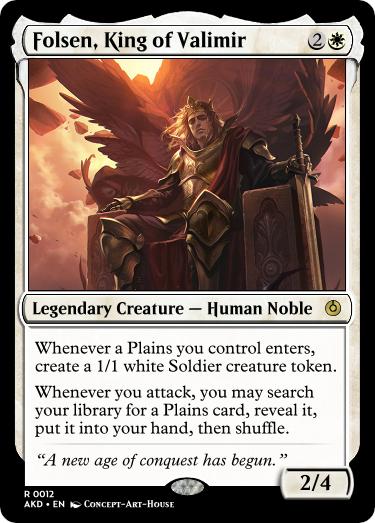 Folsen, King of Valimir 2
Legendary Creature — Human Noble
Whenever a Plains you control enters,
create a 1/1 white Soldier creature token.
Whenever you attack, you may search
your library for a Plains card, reveal it,
put it into your hand, then shuffle.
“A new age of conquest has begun.”
2/4
R 0012
AKD • EN Concept-Art-House